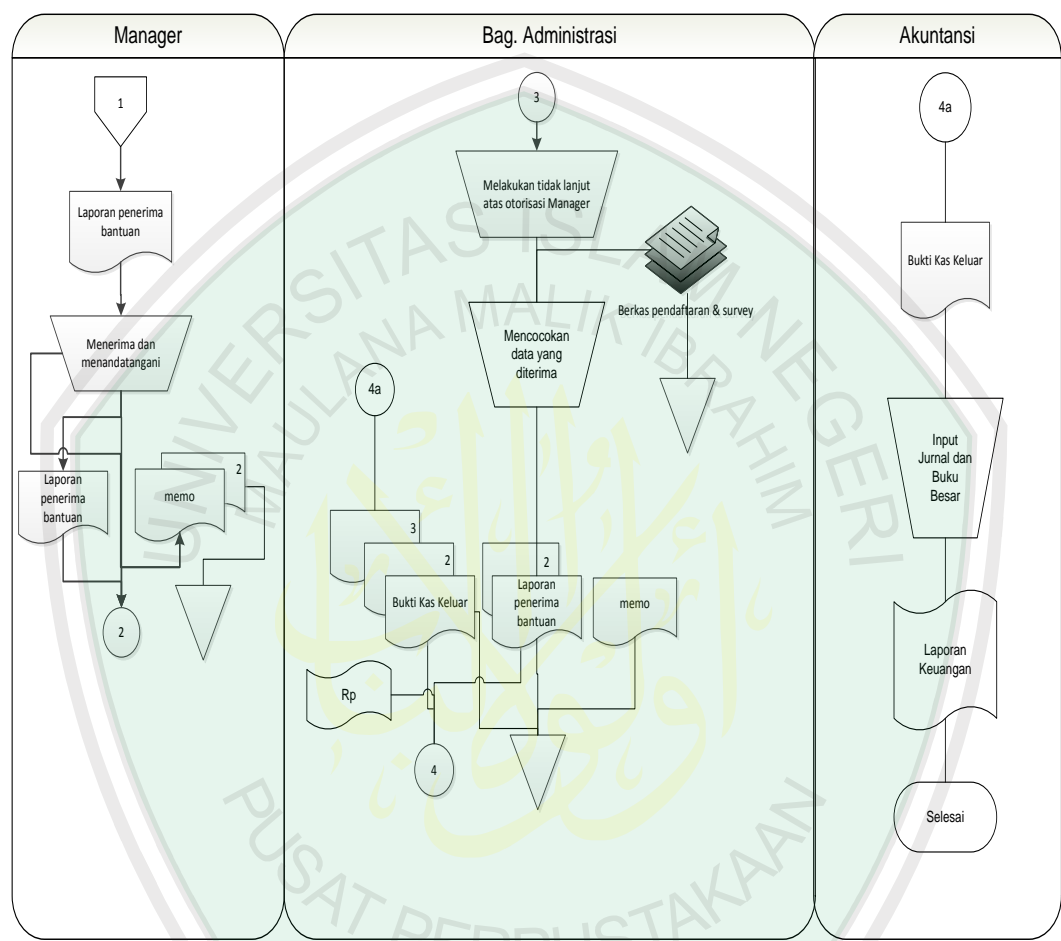 Manager
Bag. Administrasi
Akuntansi
1
Laporan penerima
bantuan
Menerima dan
menandatangani
Laporan
penerima
bantuan
2
memo
2
3
Melakukan tidak lanjut
atas otorisasi Manager
Berkas pendaftaran & survey
Mencocokan
data yang
diterima
4a
3
2
Bukti Kas Keluar
2
Laporan
penerima
bantuan
memo
Rp
4
4a
Bukti Kas Keluar
Input
Jurnal dan
Buku
Besar
Laporan
Keuangan
Selesai
UNIVERSITAS ISLAM NEGERI
MAULANA MALIK IBRAHIM
PUSAT PERPUSTAKAAN